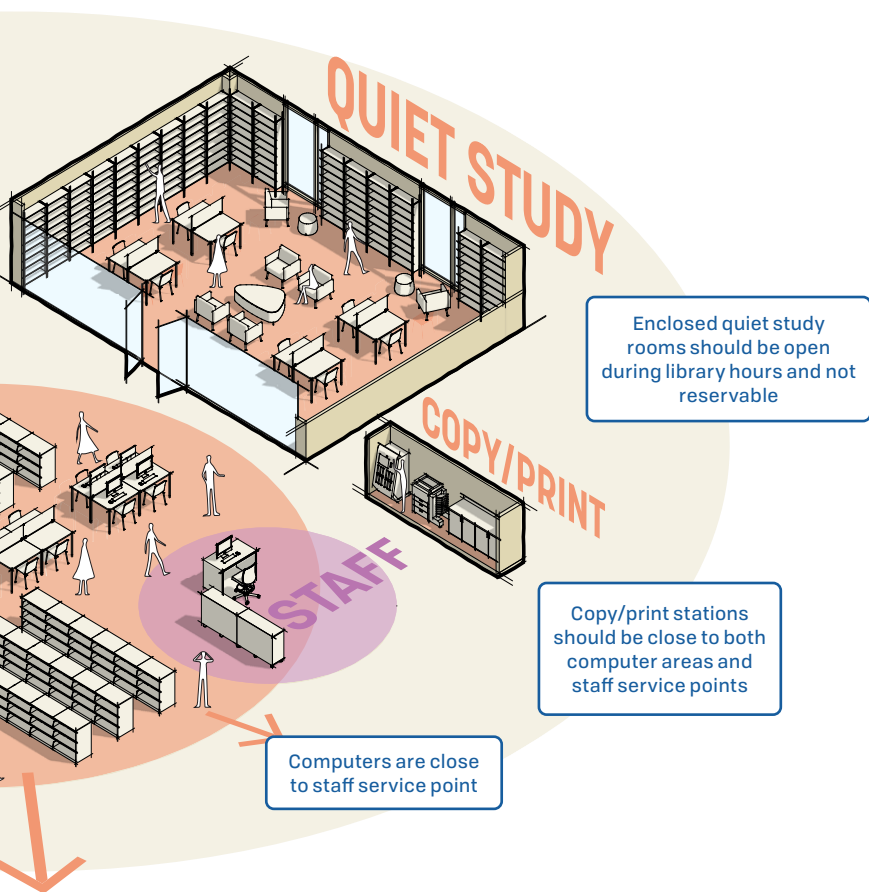 QUIET STUDY
Enclosed quiet study
rooms should be open
during library hours and not
reservable
COPY/PRINT
STAFF
Copy/print stations
should be close to both
computer areas and
staff service points
Computers are close
to staff service point